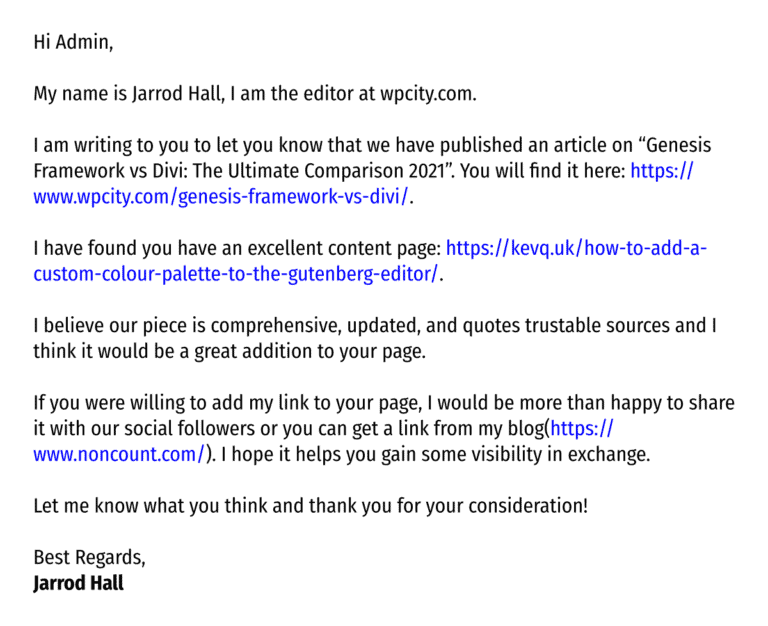 Hi Admin,
My name is Jarrod Hall, I am the editor at wpcity.com.
I am writing to you to let you know that we have published an article on “Genesis
Framework vs Divi: The Ultimate Comparison 2021”. You will find it here: https://
www.wpcity.com/genesis-framework-vs-divi/.
I have found you have an excellent content page: https://kevq.uk/how-to-add-a-
custom-colour-palette-to-the-gutenberg-editor/.
I believe our piece is comprehensive, updated, and quotes trustable sources and I
think it would be a great addition to your page.
If you were willing to add my link to your page, I would be more than happy to share
it with our social followers or you can get a link from my blog(https://
www.noncount.com/). I hope it helps you gain some visibility in exchange.
Let me know what you think and thank you for your consideration!
Best Regards,
Jarrod Hall